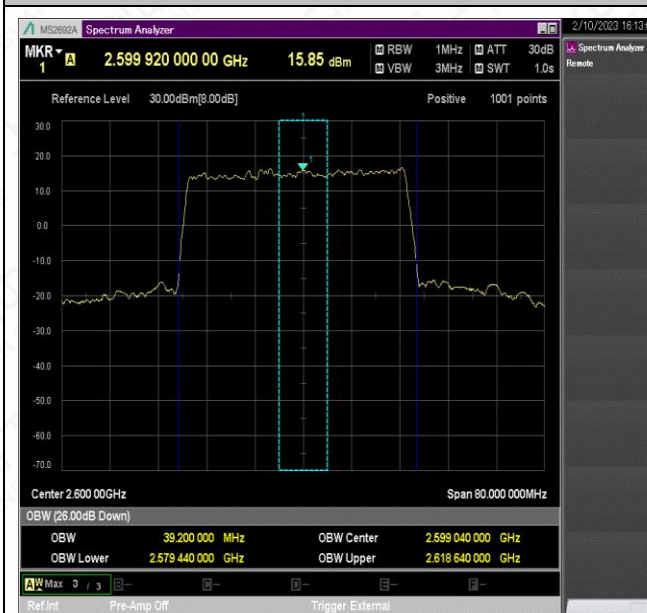 MS2692A Spectrum Analyzer
2/10/2023 16:13:
MKR 1 A 2.599 920 000 00 GHz 15.85 dBm
M RBW 1MHz M ATT 30dB
M VBW 3MHz M SWT 1.0s
Spectrum Analyzer
Remote
Reference Level 30.00dBm[8.00dB] Positive 1001 points
1
30.0
20.0
1
10.0
0.0
-10.0
-20.0
-30.0
-40.0
-50.0
-60.0
-70.0
Center 2.600 00GHz Span 80.000 000MHz
OBW (26.00dB Down)
OBW 39.200 000 MHz OBW Center 2.599 040 000 GHz
OBW Lower 2.579 440 000 GHz OBW Upper 2.618 640 000 GHz
A W Max 3 / 3 B- C- D- E- F-
Ref.Int Pre-Amp Off Trigger External